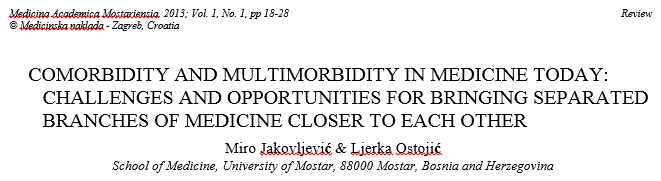 Medicina Academica Mostariensia, 2013; Vol. 1, No. 1, pp 18-28 Review
© Medicinska naklada - Zagreb, Croatia
COMORBIDITY AND MULTIMORBIDITY IN MEDICINE TODAY:
CHALLENGES AND OPPORTUNITIES FOR BRINGING SEPARATED
BRANCHES OF MEDICINE CLOSER TO EACH OTHER
Miro Jakovljević & Ljerka Ostojić
School of Medicine, University of Mostar, 88000 Mostar, Bosnia and Herzegovina